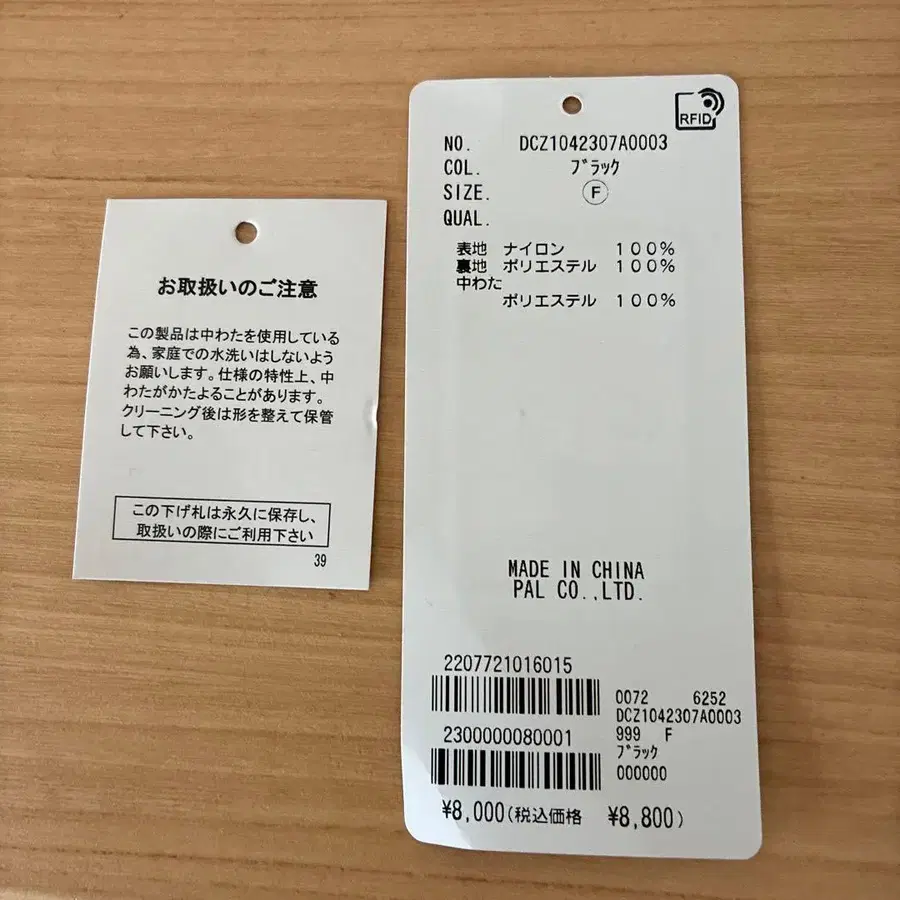 お取扱いのご注意
この製品は中わたを使用している
為、家庭での水洗いはしないよう
お願いします。仕様の特性上、中
わたがかたよることがあります。
クリーニング後は形を整えて保管
して下さい。
この下げ札は永久に保存し、
取扱いの際にご利用下さい
39
RFID
NO. DCZ1042307A0003
COL. ブラック
SIZE. F
QUAL.
表地 ナイロン 100%
裏地 ポリエステル 100%
中わた
ポリエステル 100%
MADE IN CHINA
PAL CO.,LTD.
2207721016015
2300000080001
0072 6252
DCZ1042307A0003
999 F
ブラック
000000
¥8,000(税込価格 ¥8,800)